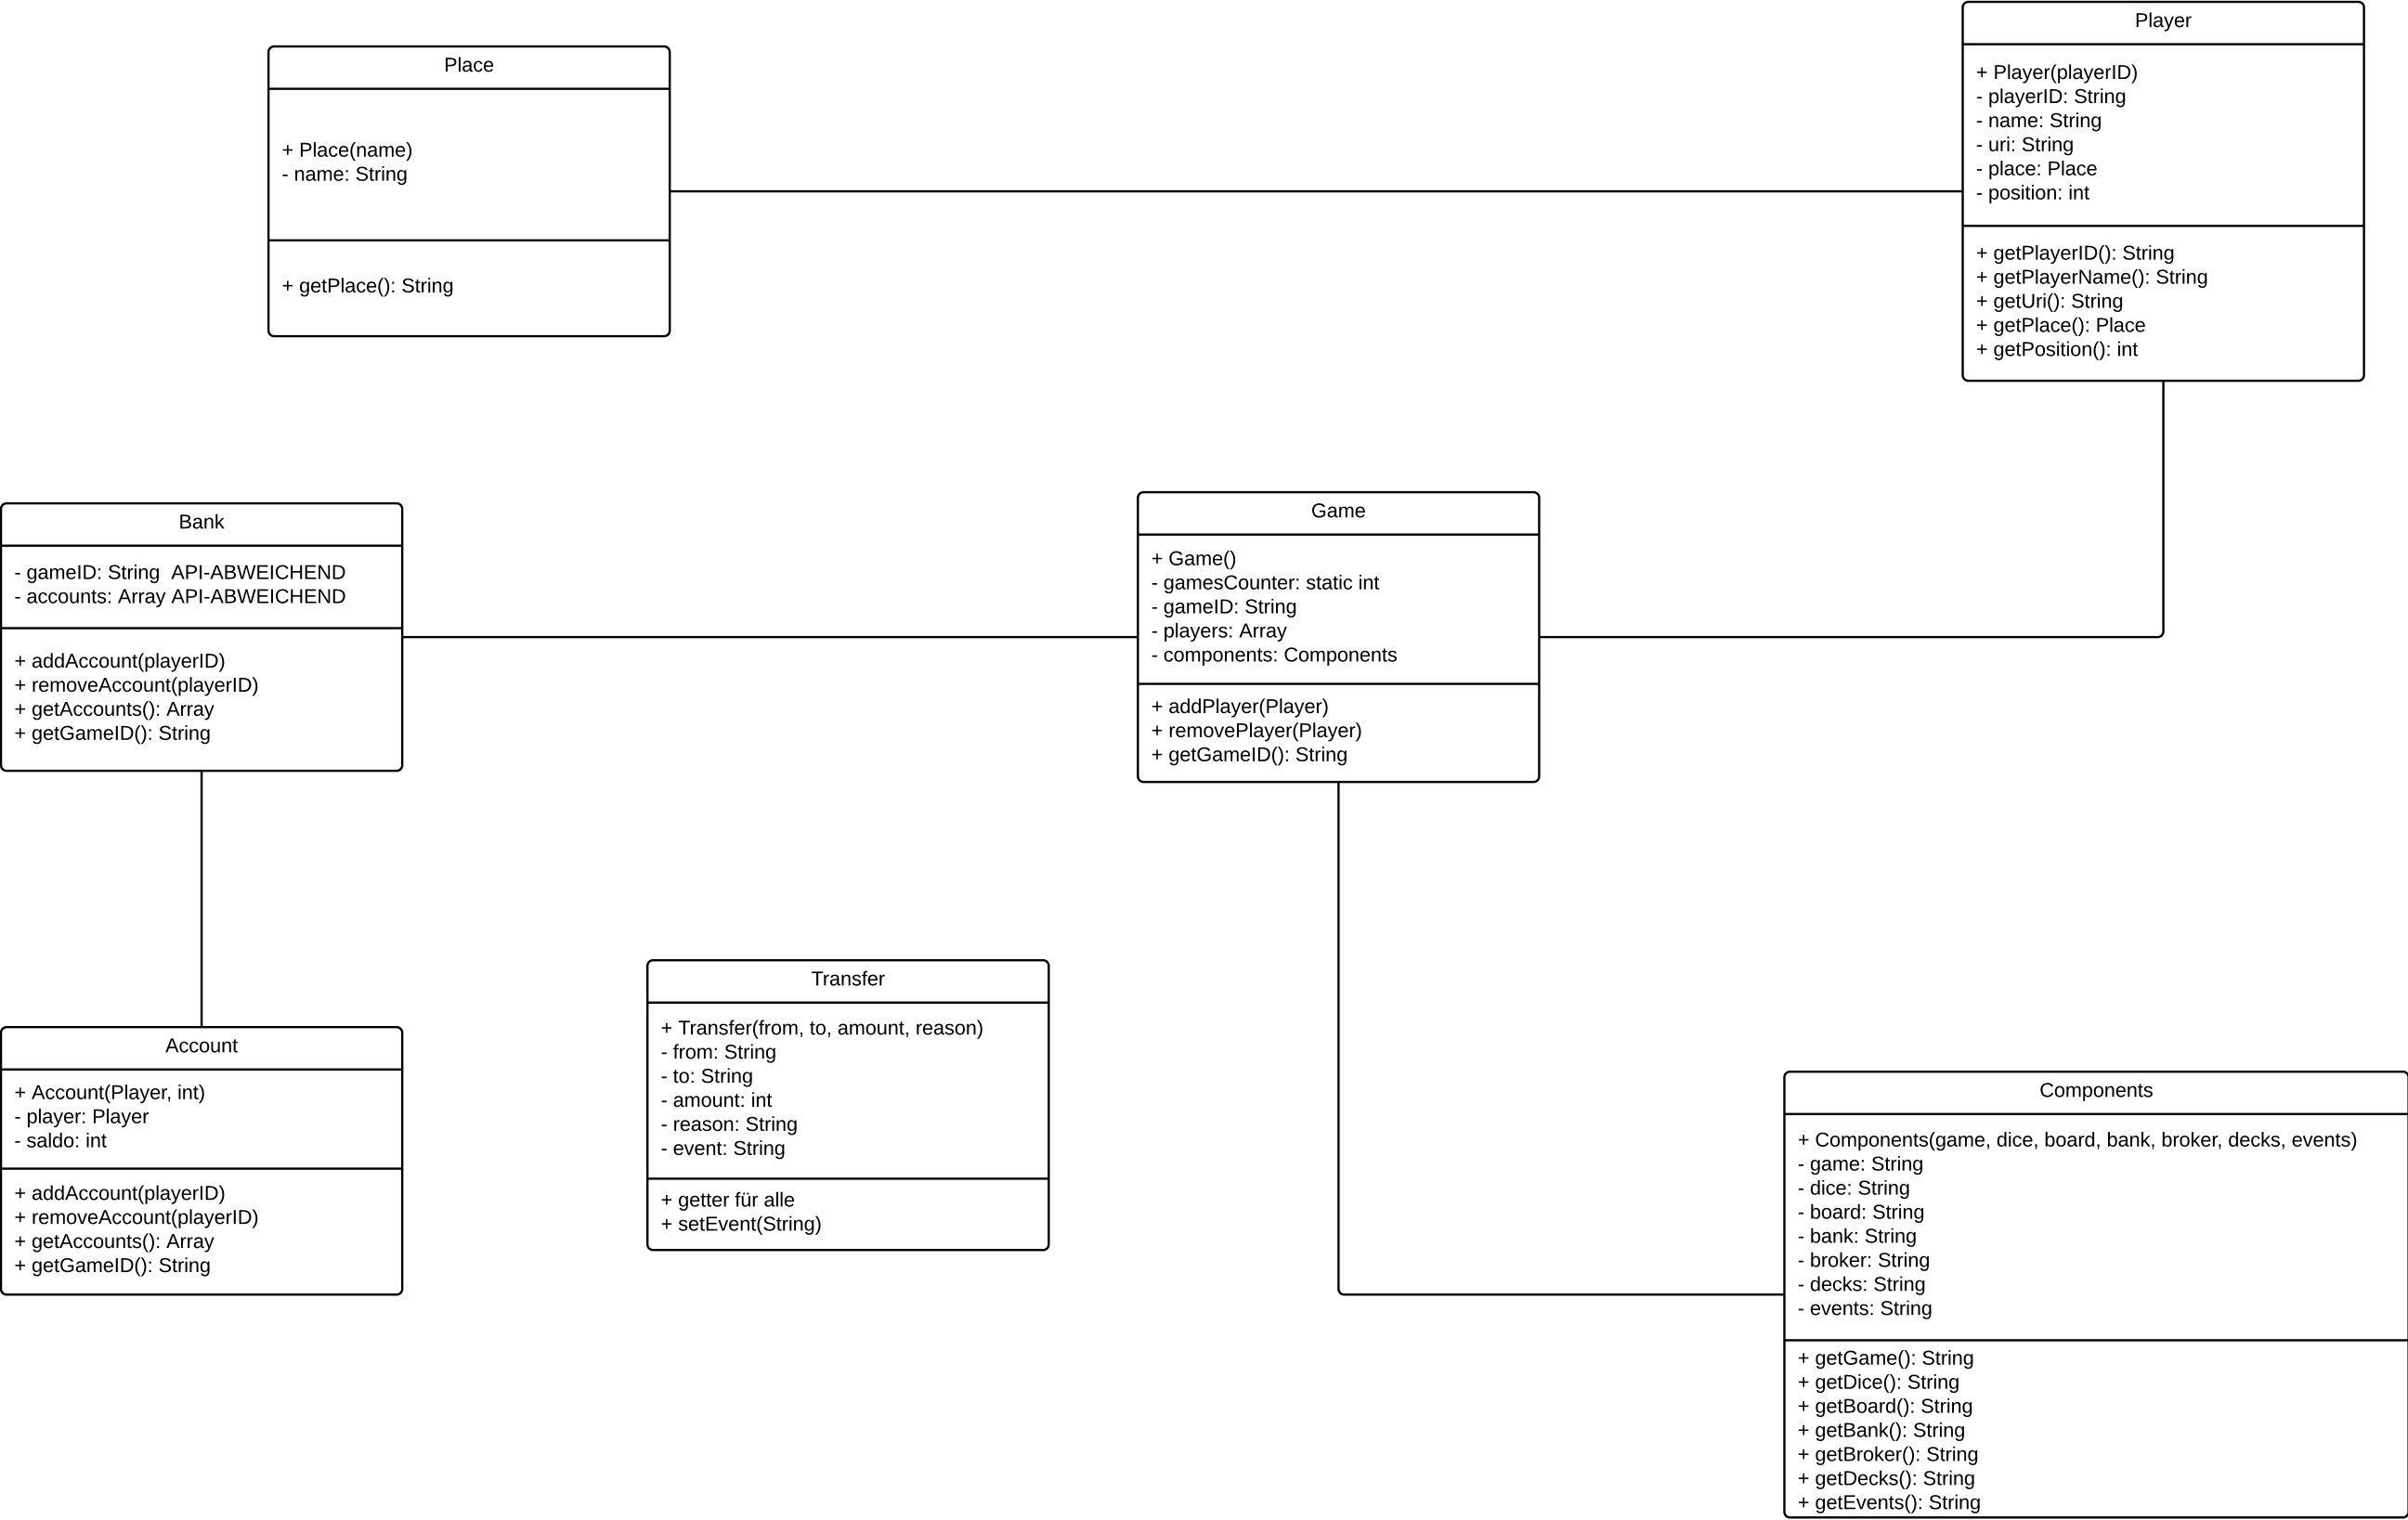 Place
+ Place(name)
- name: String
+ getPlace(): String
Player
+ Player(playerID)
- playerID: String
- name: String
- uri: String
- place: Place
- position: int
+ getPlayerID(): String
+ getPlayerName(): String
+ getUri(): String
+ getPlace(): Place
+ getPosition(): int
Bank
- gameID: String  API-ABWEICHEND
- accounts: Array API-ABWEICHEND
+ addAccount(playerID)
+ removeAccount(playerID)
+ getAccounts(): Array
+ getGameID(): String
Game
+ Game()
- gamesCounter: static int
- gameID: String
- players: Array
- components: Components
+ addPlayer(Player)
+ removePlayer(Player)
+ getGameID(): String
Account
+ Account(Player, int)
- player: Player
- saldo: int
+ addAccount(playerID)
+ removeAccount(playerID)
+ getAccounts(): Array
+ getGameID(): String
Transfer
+ Transfer(from, to, amount, reason)
- from: String
- to: String
- amount: int
- reason: String
- event: String
+ getter für alle
+ setEvent(String)
Components
+ Components(game, dice, board, bank, broker, decks, events)
- game: String
- dice: String
- board: String
- bank: String
- broker: String
- decks: String
- events: String
+ getGame(): String
+ getDice(): String
+ getBoard(): String
+ getBank(): String
+ getBroker(): String
+ getDecks(): String
+ getEvents(): String